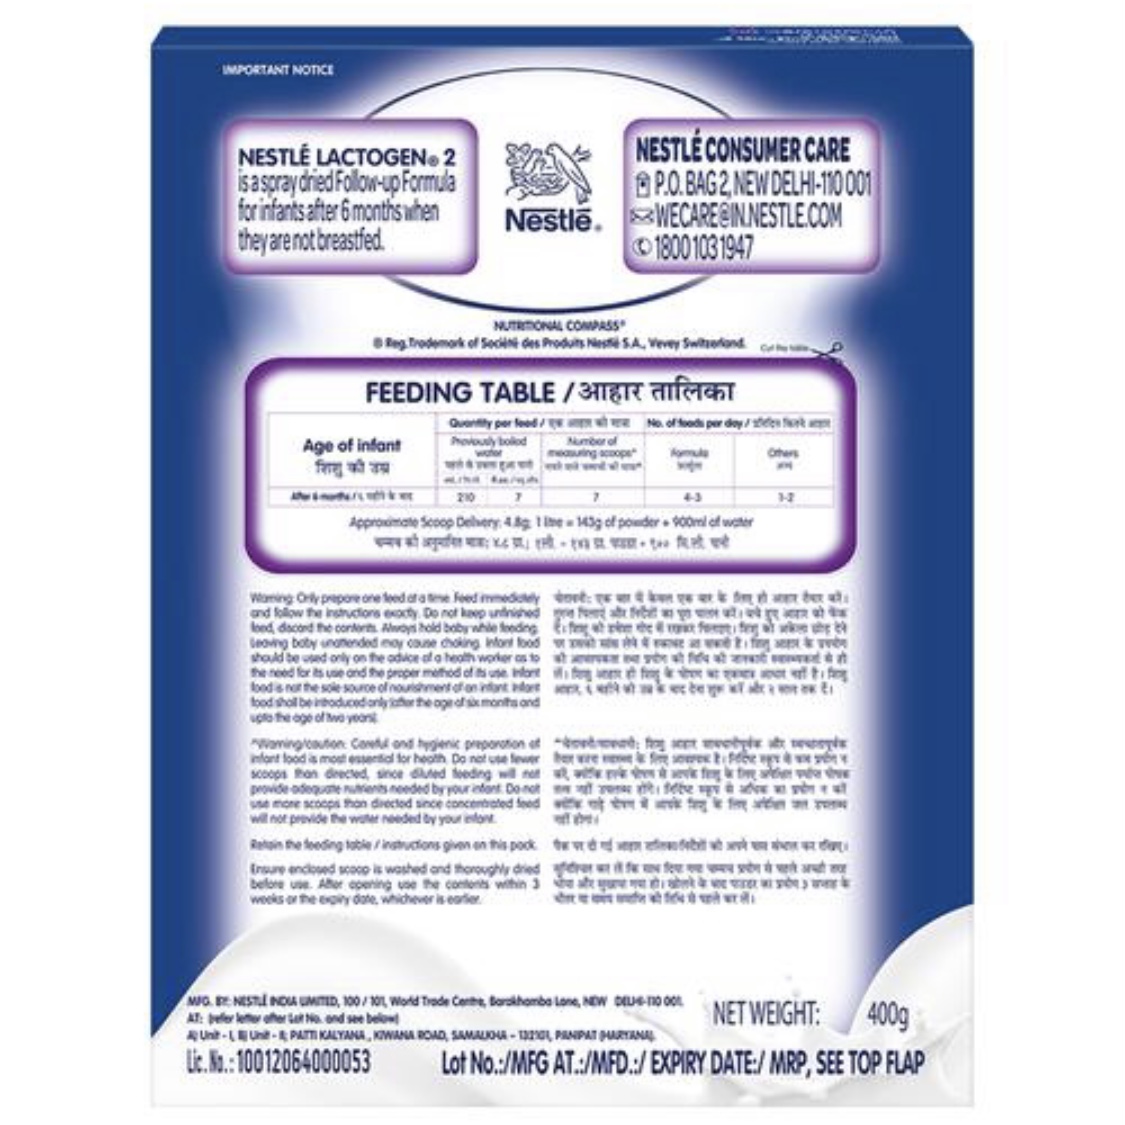 IMPORTANT NOTICE
NESTLÉ LACTOGEN® 2
is a spray dried Follow-up Formula
for infants after 6 months when
they are not breastfed.
Nestlé®
NESTLÉ CONSUMER CARE
P.O. BAG 2, NEW DELHI-110 001
WECARE@IN.NESTLE.COM
1800 103 1947
NUTRITIONAL COMPASS®
® Reg.Trademark of Société des Produits Nestlé S.A., Vevey Switzerland.
Cut the table
FEEDING TABLE / आहार तालिका
Age of infant
शिशु की उम्र
Quantity per feed / एक आहार की मात्रा
No. of feeds per day / प्रतिदिन कितने आहार
Previously boiled
water
पहले से उबला हुआ पानी
Number of
measuring scoops*
Formula
फार्मूला
Others
अन्य
After 6 months / ६ महीने के बाद
210
7
7
4-3
1-2
Approximate Scoop Delivery: 4.8g; 1 litre = 143g of powder + 900ml of water
चम्मच की अनुमानित मात्रा: ४.८ ग्रा.; १ली. = १४३ ग्रा. पाउडर + ९०० मि.ली. पानी
Warning: Only prepare one feed at a time. Feed immediately
and follow the instructions exactly. Do not keep unfinished
feed, discard the contents. Always hold baby while feeding.
Leaving baby unattended may cause choking. Infant food
should be used only on the advice of a health worker as to
the need for its use and the proper method of its use. Infant
food is not the sole source of nourishment of an infant. Infant
food shall be introduced only (after the age of six months and
upto the age of two years).
चेतावनी: एक बार में केवल एक बार के लिए ही आहार तैयार करें।
तुरन्त पिलाएं और निर्देशों का पूरा पालन करें। बचे हुए आहार को फेंक
दें। शिशु को हमेशा गोद में रखकर पिलाइए। शिशु को अकेला छोड़ देने
पर उसकी सांस लेने में रुकावट आ सकती है। शिशु आहार के उपयोग
की आवश्यकता तथा प्रयोग की विधि की जानकारी स्वास्थ्यकर्ता से ही
लें। शिशु आहार ही शिशु के पोषण का एकमात्र आधार नहीं है। शिशु
आहार, ६ महीने की उम्र के बाद देना शुरू करें और २ साल तक दें।
*Warning/caution: Careful and hygienic preparation of
infant food is most essential for health. Do not use fewer
scoops than directed, since diluted feeding will not
provide adequate nutrients needed by your infant. Do not
use more scoops than directed since concentrated feed
will not provide the water needed by your infant.
*चेतावनी/सावधानी: शिशु आहार सावधानीपूर्वक और स्वच्छतापूर्वक
तैयार करना स्वास्थ्य के लिए आवश्यक है। निर्दिष्ट स्कूप से कम प्रयोग न
करें, क्योंकि हल्के पोषण से आपके शिशु के लिए अपेक्षित पर्याप्त पोषक
तत्व नहीं उपलब्ध होंगे। निर्दिष्ट स्कूप से अधिक का प्रयोग न करें
क्योंकि गाढ़े पोषण में आपके शिशु के लिए अपेक्षित जल उपलब्ध
नहीं होगा।
Retain the feeding table / instructions given on this pack.
पैक पर दी गई आहार तालिका/निर्देशों को अपने पास संभाल कर रखिए।
Ensure enclosed scoop is washed and thoroughly dried
before use. After opening use the contents within 3
weeks or the expiry date, whichever is earlier.
सुनिश्चित कर लें कि साथ दिया गया चम्मच प्रयोग से पहले अच्छी तरह
धोया और सुखाया गया हो। खोलने के बाद पाउडर का प्रयोग ३ सप्ताह के
भीतर या समय समाप्ति की तिथि से पहले कर लें।
MFG. BY: NESTLÉ INDIA LIMITED, 100 / 101, World Trade Centre, Barakhamba Lane, NEW DELHI-110 001.
AT: (refer letter after Lot No. and see below)
A) Unit - I, B) Unit - II; PATTI KALYANA, KIWANA ROAD, SAMALKHA - 132101, PANIPAT (HARYANA).
NET WEIGHT: 400g
Lic. No.: 10012064000053
Lot No.:/MFG AT.:/MFD.:/ EXPIRY DATE:/ MRP, SEE TOP FLAP